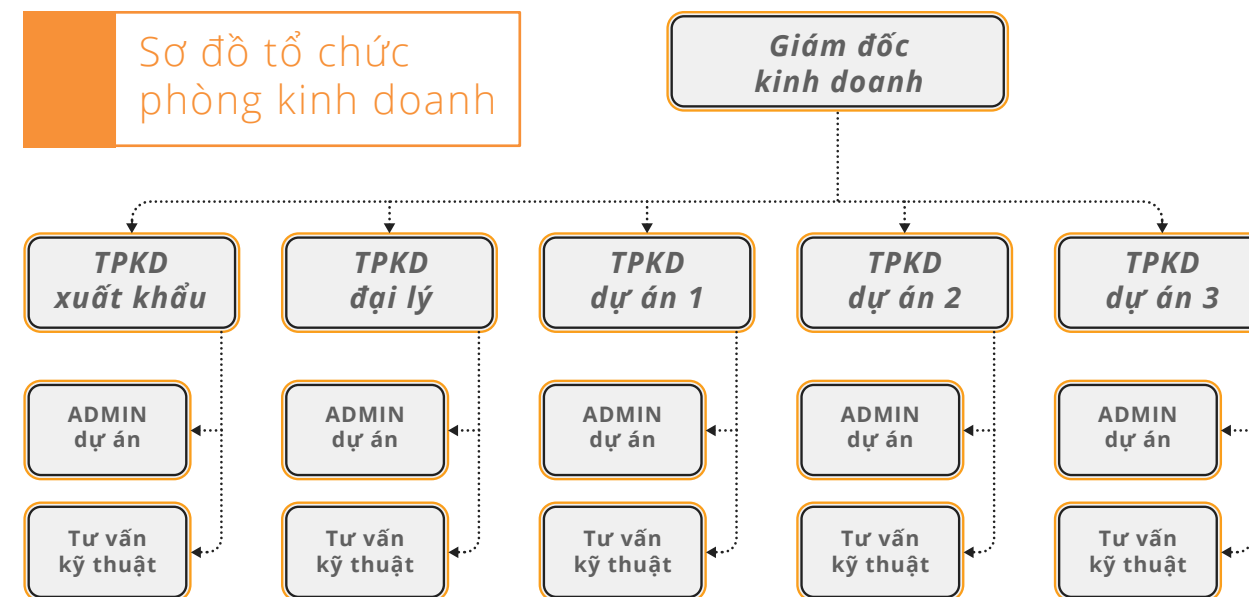 Sơ đồ tổ chức
phòng kinh doanh
Giám đốc
kinh doanh
TPKD
xuất khẩu
TPKD
đại lý
TPKD
dự án 1
TPKD
dự án 2
TPKD
dự án 3
ADMIN
dự án
ADMIN
dự án
ADMIN
dự án
ADMIN
dự án
ADMIN
dự án
Tư vấn
kỹ thuật
Tư vấn
kỹ thuật
Tư vấn
kỹ thuật
Tư vấn
kỹ thuật
Tư vấn
kỹ thuật